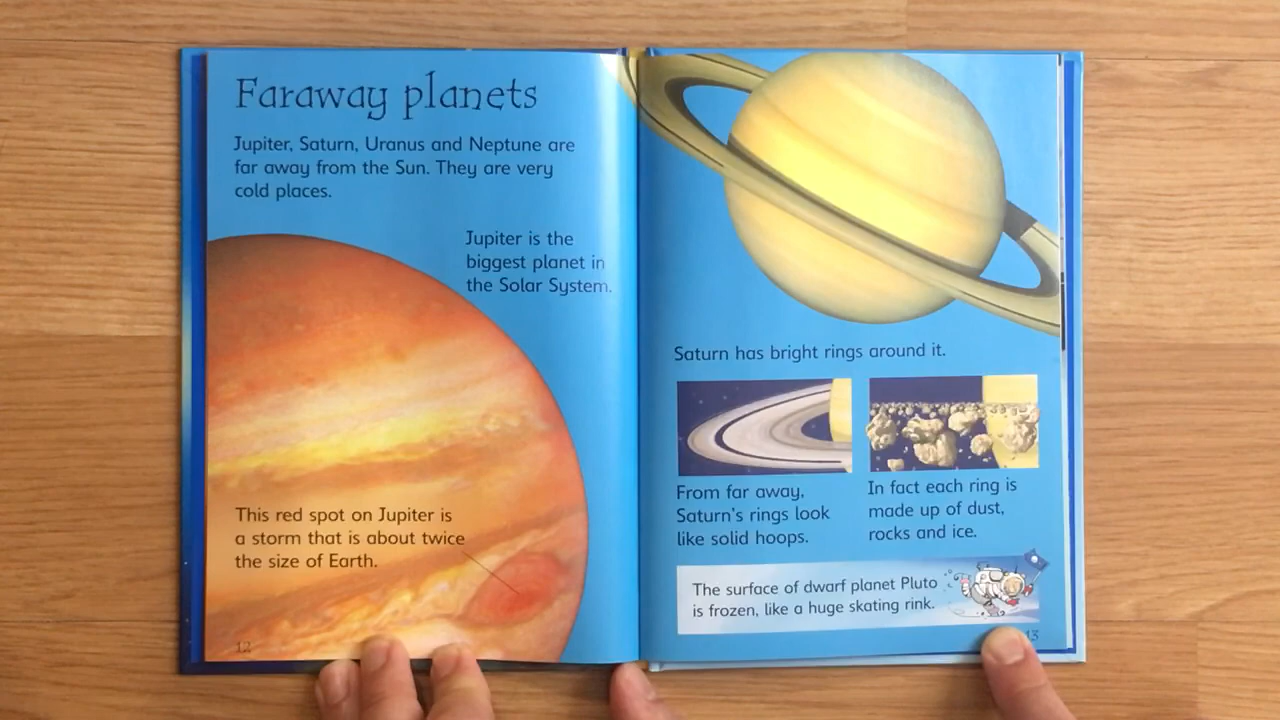 Faraway planets
Jupiter, Saturn, Uranus and Neptune are
far away from the Sun. They are very
cold places.
Jupiter is the
biggest planet in
the Solar System.
This red spot on Jupiter is
a storm that is about twice
the size of Earth.
12
Saturn has bright rings around it.
From far away,
Saturn's rings look
like solid hoops.
In fact each ring is
made up of dust,
rocks and ice.
The surface of dwarf planet Pluto
is frozen, like a huge skating rink.
13